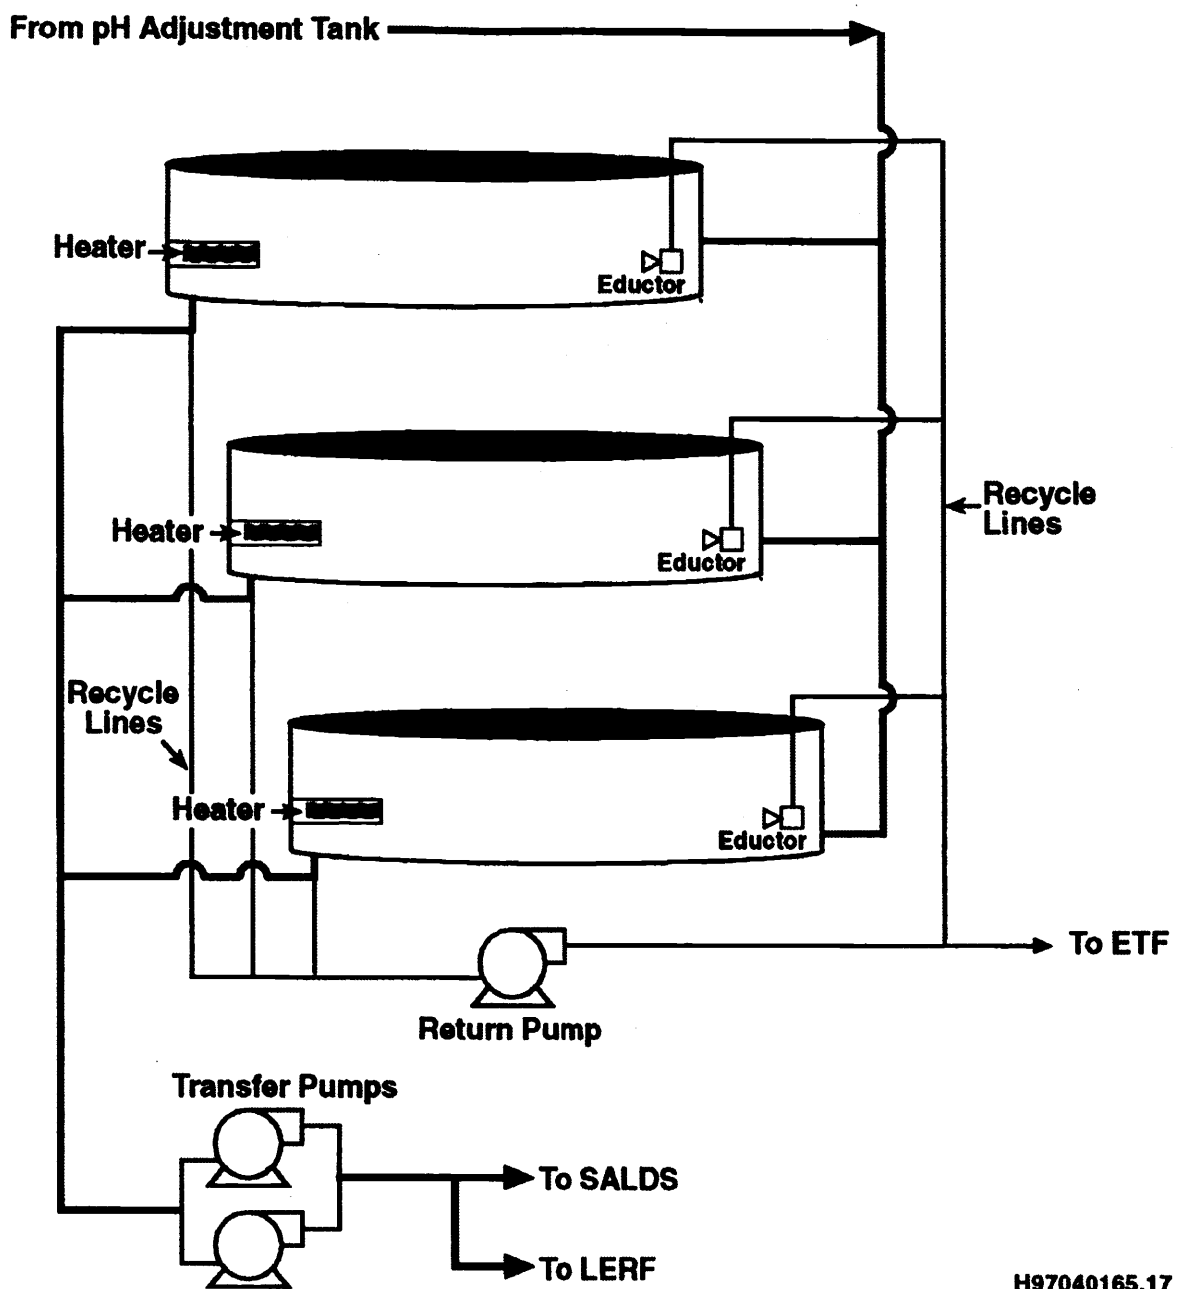 From pH Adjustment Tank
Heater
Eductor
Heater
Eductor
Recycle
Lines
Recycle
Lines
Heater
Eductor
To ETF
Return Pump
Transfer Pumps
To SALDS
To LERF
H97040165.17